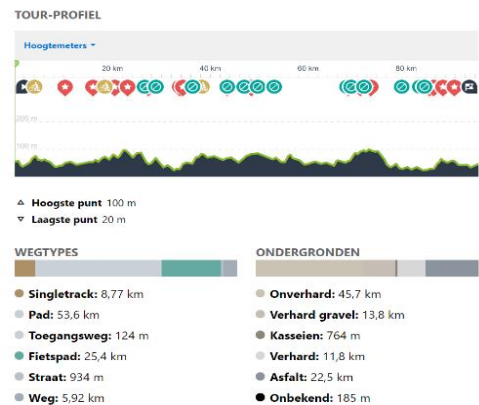 TOUR-PROFIEL
Hoogtemeters
20 km 40 km 60 km 80 km
200 m
100 m
Hoogste punt 100 m
Laagste punt 20 m
WEGTYPES
Singletrack: 8,77 km
Pad: 53,6 km
Toegangsweg: 124 m
Fietspad: 25,4 km
Straat: 934 m
Weg: 5,92 km
ONDERGRONDEN
Onverhard: 45,7 km
Verhard gravel: 13,8 km
Kasseien: 764 m
Verhard: 11,8 km
Asfalt: 22,5 km
Onbekend: 185 m